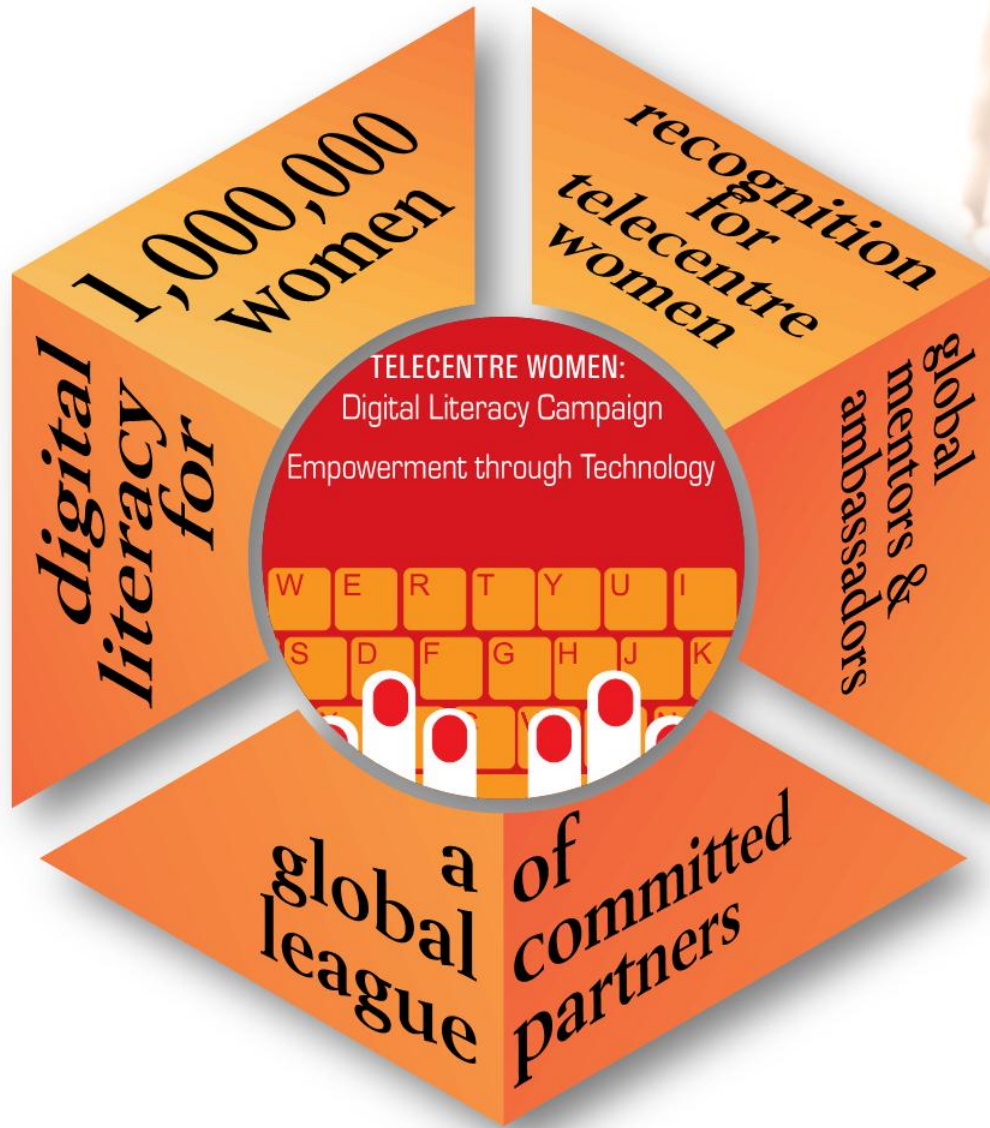 digital
literacy
for
1,000,000
women
recognition
for
telecentre
women
global
mentors &
ambassadors
TELECENTRE WOMEN:
Digital Literacy Campaign
Empowerment through Technology
W E R T Y U I
S D F G H J K
a
global
league
of
committed
partners